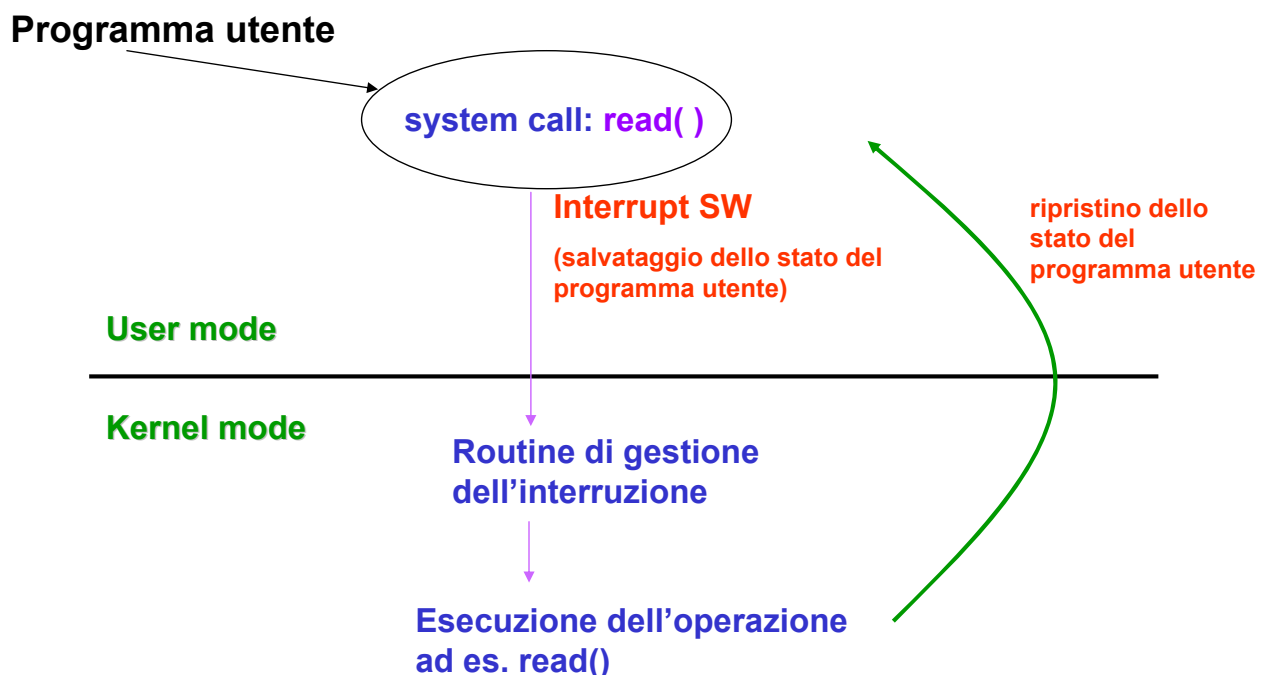 Programma utente
system call: read( )
Interrupt SW
(salvataggio dello stato del
programma utente)
ripristino dello
stato del
programma utente
User mode
Kernel mode
Routine di gestione
dell’interruzione
Esecuzione dell’operazione
ad es. read()